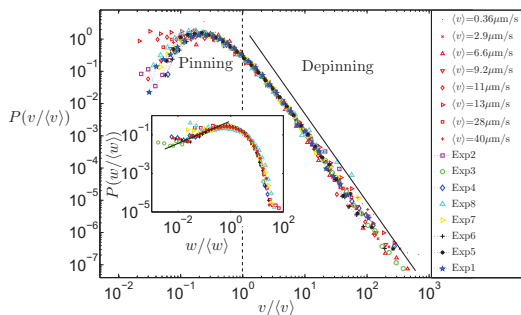 10^0
10^-1
10^-2
10^-3
10^-4
10^-5
10^-6
10^-7
P(v/⟨v⟩)
Pinning
Depinning
10^-1
10^-3
10^-5
P(w/⟨w⟩)
10^-2
10^0
10^2
w/⟨w⟩
10^-2
10^-1
10^0
10^1
10^2
10^3
v/⟨v⟩
⟨v⟩=0.36μm/s
⟨v⟩=2.9μm/s
⟨v⟩=6.6μm/s
⟨v⟩=9.2μm/s
⟨v⟩=11μm/s
⟨v⟩=13μm/s
⟨v⟩=28μm/s
⟨v⟩=40μm/s
Exp2
Exp3
Exp4
Exp8
Exp7
Exp6
Exp5
Exp1